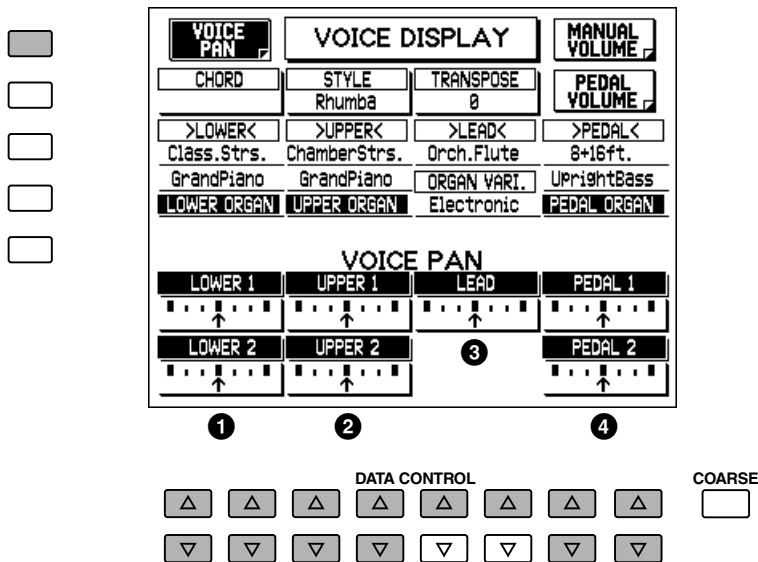 VOICE PAN VOICE DISPLAY MANUAL VOLUME
CHORD STYLE TRANSPOSE PEDAL VOLUME
Rhumba 0
>LOWER< >UPPER< >LEAD< >PEDAL<
Class.Strs. ChamberStrs. Orch.Flute 8+16ft.
GrandPiano GrandPiano ORGAN VARI. UprightBass
LOWER ORGAN UPPER ORGAN Electronic PEDAL ORGAN
VOICE PAN
LOWER 1 UPPER 1 LEAD PEDAL 1
LOWER 2 UPPER 2 3 PEDAL 2
1 2 4
DATA CONTROL COARSE